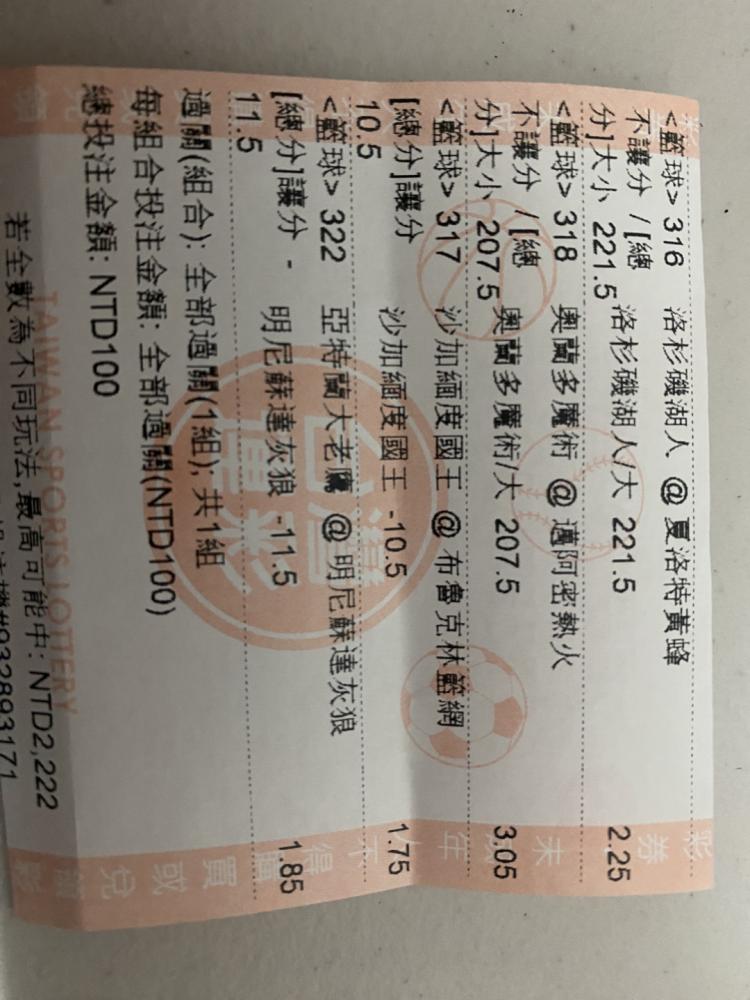 <籃球> 316 洛杉磯湖人 @ 夏洛特黃蜂
不讓分 / [總
分]大小 221.5 洛杉磯湖人/大 221.5 2.25
<籃球> 318 奧蘭多魔術 @ 邁阿密熱火
不讓分 / [總
分]大小 207.5 奧蘭多魔術/大 207.5 3.05
<籃球> 317 沙加緬度國王 @ 布魯克林籃網
[總分]讓分 沙加緬度國王 -10.5 1.75
10.5
<籃球> 322 亞特蘭大老鷹 @ 明尼蘇達灰狼
[總分]讓分 - 明尼蘇達灰狼 -11.5 1.85
11.5
過關(組合): 全部過關(1組); 共1組
每組合投注金額: 全部過關(NTD100)
總投注金額: NTD100
TAIWAN SPORTS LOTTERY
若全數為不同玩法,最高可能中: NTD2,222
#932893171
台灣
運彩